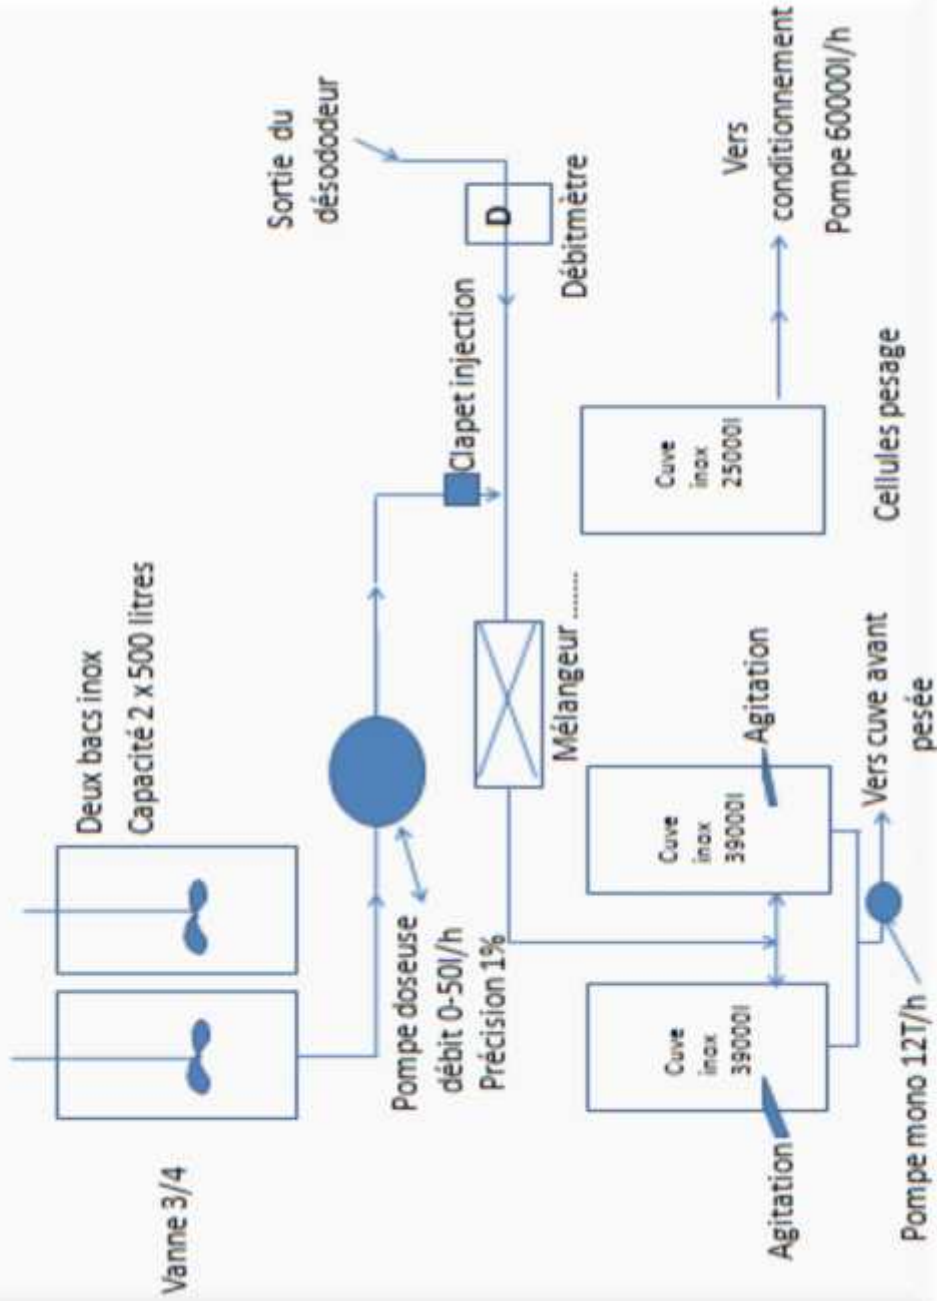 Vanne 3/4
Deux bacs inox
Capacité 2 x 500 litres
Pompe doseuse
débit 0-50l/h
Précision 1%
Clapet injection
Sortie du
désododeur
D
Débitmètre
Mélangeur .......
Agitation
Cuve
inox
39000l
Cuve
inox
39000l
Agitation
Pompe mono 12T/h
Vers cuve avant
pesée
Cuve
inox
25000l
Cellules pesage
Vers
conditionnement
Pompe 60000l/h